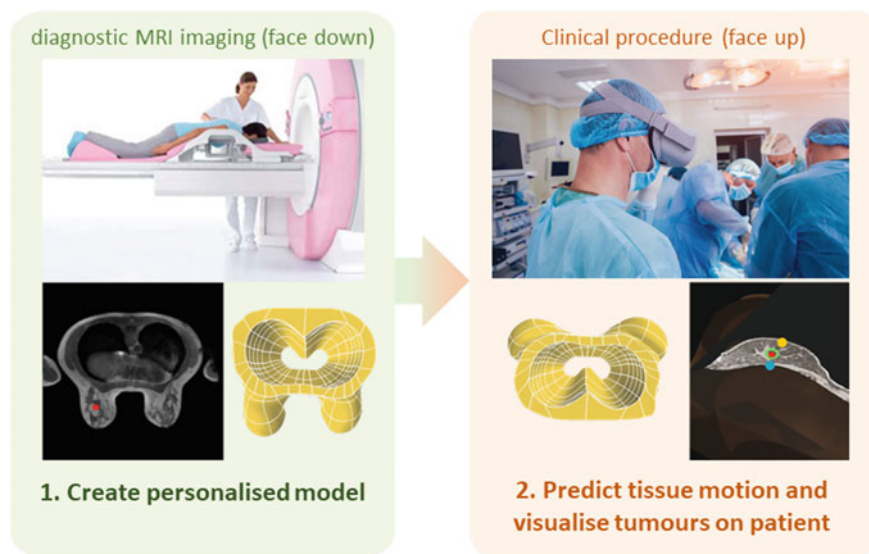 diagnostic MRI imaging (face down)
Clinical procedure (face up)
1. Create personalised model
2. Predict tissue motion and
visualise tumours on patient